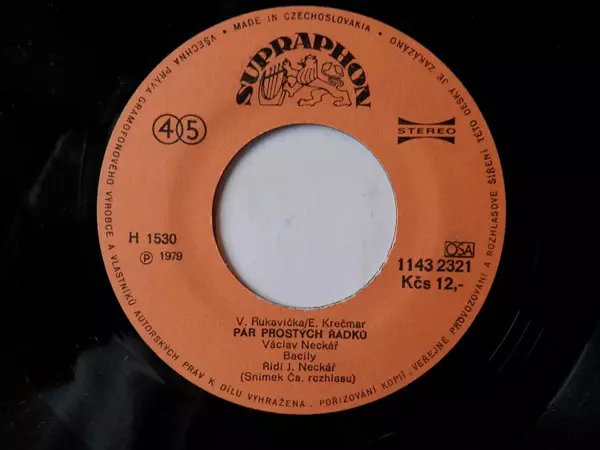 • MADE IN CZECHOSLOVAKIA •
VŠECHNA PRÁVA GRAMOFONOVÉHO VÝROBCE A VLASTNÍKŮ AUTORSKÝCH PRÁV K DÍLU VYHRAŽENA. POŘIZOVÁNÍ KOPIÍ, VEŘEJNÉ PROVOZOVÁNÍ A ROZHLASOVÉ ŠÍŘENÍ TÉTO DESKY JE ZAKÁZÁNO
SUPRAPHON
45
STEREO
H 1530
℗ 1979
OSA
1143 2321
Kčs 12,-
V. Rukavička/E. Krečmar
PÁR PROSTÝCH ŘÁDKŮ
Václav Neckář
Bacily
Řídí J. Neckář
(Snímek Čs. rozhlasu)